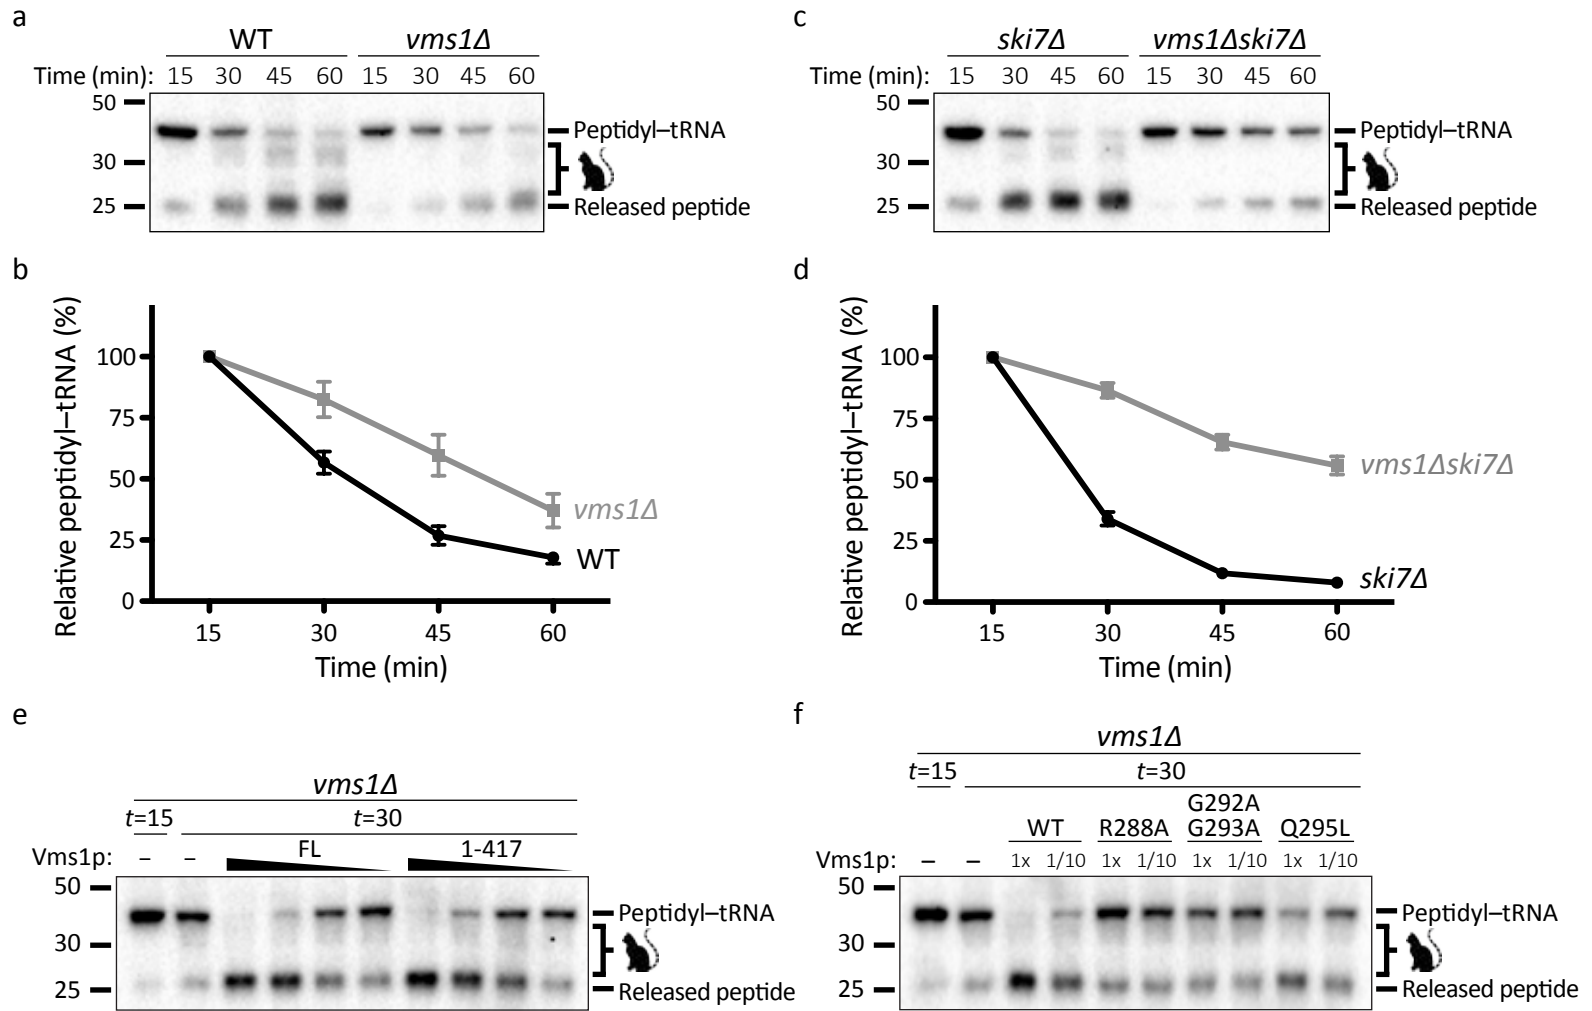 a
WT vms1Δ
Time (min): 15 30 45 60 15 30 45 60
50
Peptidyl–tRNA
30
25
Released peptide
b
Relative peptidyl–tRNA (%)
100
75
50
25
0
vms1Δ
WT
15 30 45 60
Time (min)
c
ski7Δ vms1Δski7Δ
Time (min): 15 30 45 60 15 30 45 60
50
Peptidyl–tRNA
30
25
Released peptide
d
Relative peptidyl–tRNA (%)
100
75
50
25
0
vms1Δski7Δ
ski7Δ
15 30 45 60
Time (min)
e
vms1Δ
t=15 t=30
FL 1-417
Vms1p: – –
50
Peptidyl–tRNA
30
25
Released peptide
f
vms1Δ
t=15 t=30
G292A
WT R288A G293A Q295L
Vms1p: – – 1x 1/10 1x 1/10 1x 1/10 1x 1/10
50
Peptidyl–tRNA
30
25
Released peptide